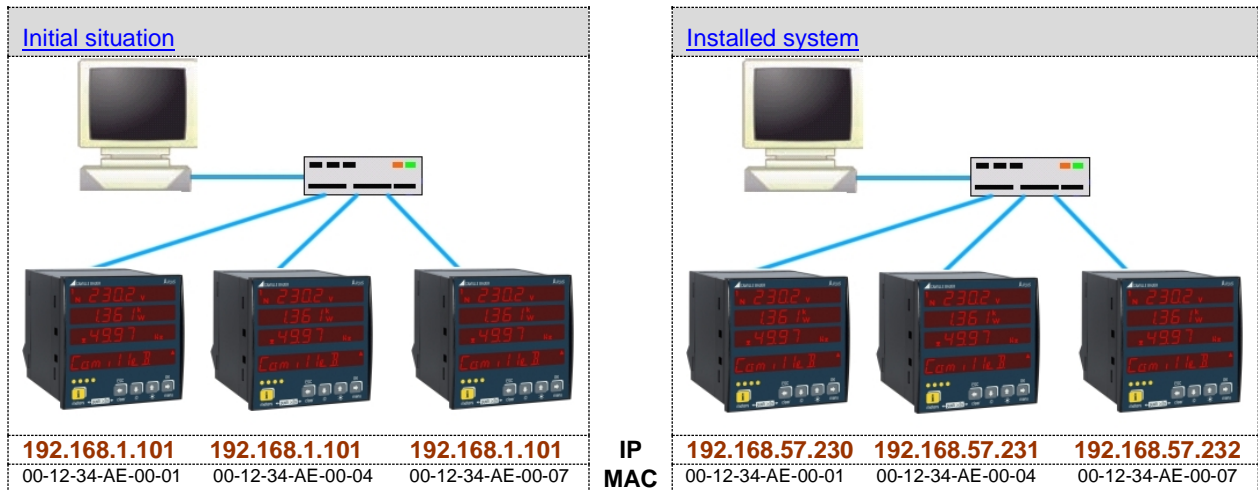 Initial situation
Installed system
192.168.1.101 192.168.1.101 192.168.1.101 IP 192.168.57.230 192.168.57.231 192.168.57.232
00-12-34-AE-00-01 00-12-34-AE-00-04 00-12-34-AE-00-07 MAC 00-12-34-AE-00-01 00-12-34-AE-00-04 00-12-34-AE-00-07